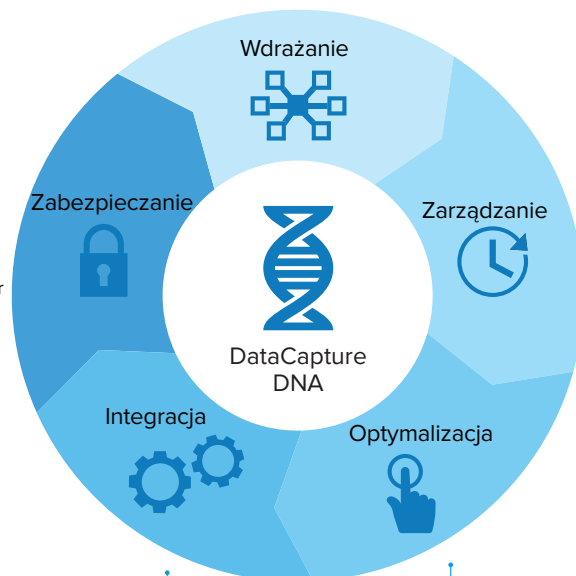 Wdrażanie
Zabezpieczanie
Zarządzanie
r
DataCapture
DNA
Integracja
Optymalizacja